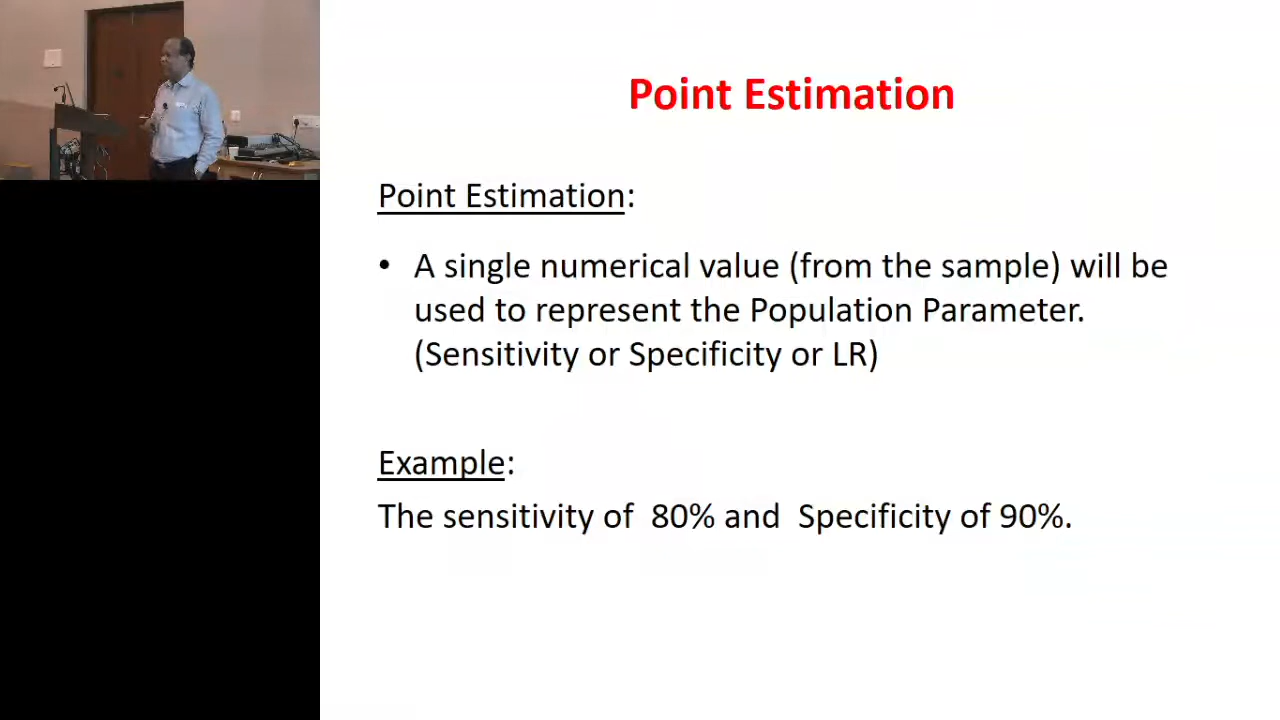 Point Estimation
Point Estimation:
• A single numerical value (from the sample) will be
used to represent the Population Parameter.
(Sensitivity or Specificity or LR)
Example:
The sensitivity of  80% and  Specificity of 90%.